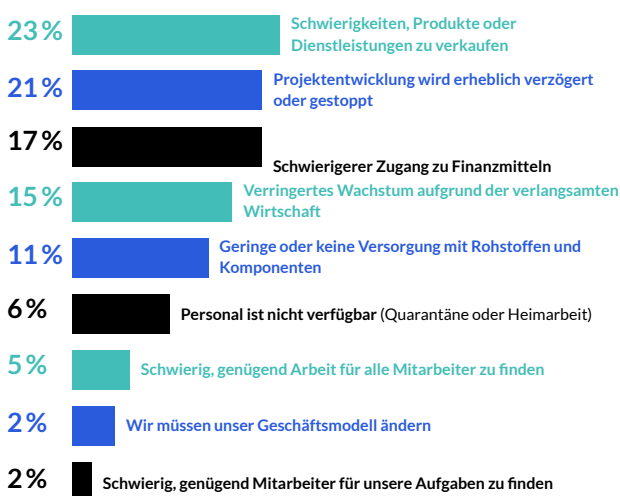 23 %
Schwierigkeiten, Produkte oder
Dienstleistungen zu verkaufen
21 %
Projektentwicklung wird erheblich verzögert
oder gestoppt
17 %
Schwierigerer Zugang zu Finanzmitteln
15 %
Verringertes Wachstum aufgrund der verlangsamten
Wirtschaft
11 %
Geringe oder keine Versorgung mit Rohstoffen und
Komponenten
6 %
Personal ist nicht verfügbar (Quarantäne oder Heimarbeit)
5 %
Schwierig, genügend Arbeit für alle Mitarbeiter zu finden
2 %
Wir müssen unser Geschäftsmodell ändern
2 %
Schwierig, genügend Mitarbeiter für unsere Aufgaben zu finden